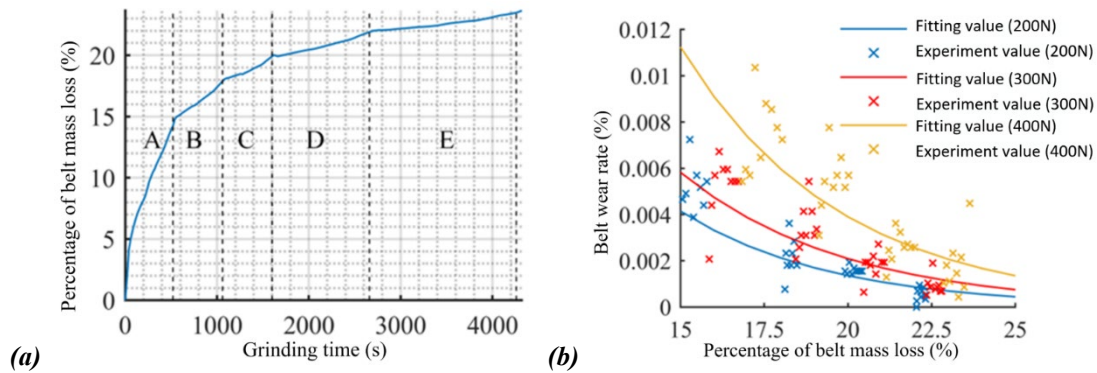 Percentage of belt mass loss (%)
20
15
10
5
0
A B C D E
0 1000 2000 3000 4000
Grinding time (s)
(a)
Belt wear rate (%)
0.012
0.01
0.008
0.006
0.004
0.002
0
Fitting value (200N)
Experiment value (200N)
Fitting value (300N)
Experiment value (300N)
Fitting value (400N)
Experiment value (400N)
15 17.5 20 22.5 25
Percentage of belt mass loss (%)
(b)